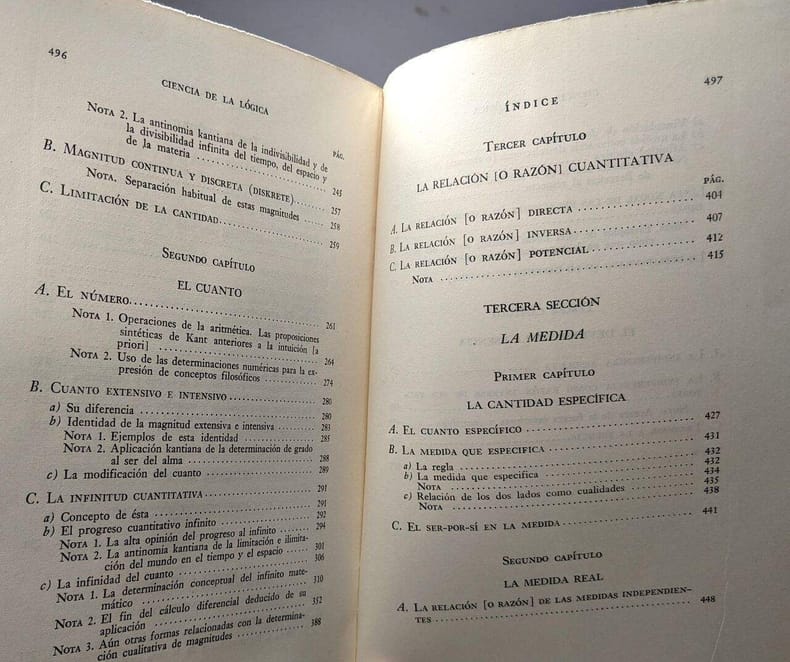 496
CIENCIA DE LA LÓGICA
PÁG.
NOTA 2. La antinomia kantiana de la indivisibilidad y de
la divisibilidad infinita del tiempo, del espacio y
de la materia ........ 245
B. MAGNITUD CONTINUA Y DISCRETA (DISKRETE) ........ 257
NOTA. Separación habitual de estas magnitudes ........ 258
C. LIMITACIÓN DE LA CANTIDAD ........ 259
SEGUNDO CAPÍTULO
EL CUANTO
A. EL NÚMERO ........ 261
NOTA 1. Operaciones de la aritmética. Las proposiciones
sintéticas de Kant anteriores a la intuición [a
priori] ........ 264
NOTA 2. Uso de las determinaciones numéricas para la ex-
presión de conceptos filosóficos ........ 274
B. CUANTO EXTENSIVO E INTENSIVO ........ 280
a) Su diferencia ........ 280
b) Identidad de la magnitud extensiva e intensiva ........ 283
NOTA 1. Ejemplos de esta identidad ........ 285
NOTA 2. Aplicación kantiana de la determinación de grado
al ser del alma ........ 288
c) La modificación del cuanto ........ 289
C. LA INFINITUD CUANTITATIVA ........ 291
a) Concepto de ésta ........ 291
b) El progreso cuantitativo infinito ........ 292
NOTA 1. La alta opinión del progreso al infinito ........ 294
NOTA 2. La antinomia kantiana de la limitación e ilimita-
ción del mundo en el tiempo y el espacio ........ 301
c) La infinidad del cuanto ........ 306
NOTA 1. La determinación conceptual del infinito mate-
mático ........ 310
NOTA 2. El fin del cálculo diferencial deducido de su
aplicación ........ 352
NOTA 3. Aún otras formas relacionadas con la determina-
ción cualitativa de magnitudes ........ 388
497
ÍNDICE
TERCER CAPÍTULO
LA RELACIÓN [O RAZÓN] CUANTITATIVA
PÁG.
A. LA RELACIÓN [O RAZÓN] DIRECTA ........ 404
B. LA RELACIÓN [O RAZÓN] INVERSA ........ 407
C. LA RELACIÓN [O RAZÓN] POTENCIAL ........ 412
NOTA ........ 415
TERCERA SECCIÓN
LA MEDIDA
PRIMER CAPÍTULO
LA CANTIDAD ESPECÍFICA
A. EL CUANTO ESPECÍFICO ........ 427
B. LA MEDIDA QUE ESPECIFICA ........ 431
a) La regla ........ 432
b) La medida que especifica ........ 432
NOTA ........ 434
c) Relación de los dos lados como cualidades ........ 435
NOTA ........ 438
C. EL SER-POR-SÍ EN LA MEDIDA ........ 441
SEGUNDO CAPÍTULO
LA MEDIDA REAL
A. LA RELACIÓN [O RAZÓN] DE LAS MEDIDAS INDEPENDIEN-
TES ........ 448